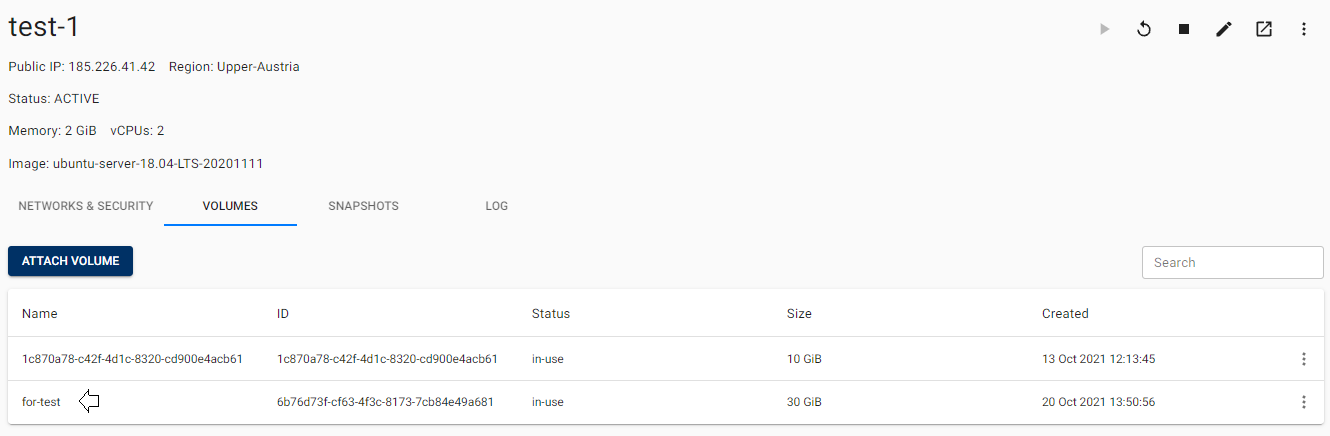 test-1
Public IP: 185.226.41.42 Region: Upper-Austria
Status: ACTIVE
Memory: 2 GiB vCPUs: 2
Image: ubuntu-server-18.04-LTS-20201111
NETWORKS & SECURITY VOLUMES SNAPSHOTS LOG
ATTACH VOLUME Search
Name ID Status Size Created
1c870a78-c42f-4d1c-8320-cd900e4acb61 1c870a78-c42f-4d1c-8320-cd900e4acb61 in-use 10 GiB 13 Oct 2021 12:13:45
for-test 6b76d73f-cf63-4f3c-8173-7cb84e49a681 in-use 30 GiB 20 Oct 2021 13:50:56